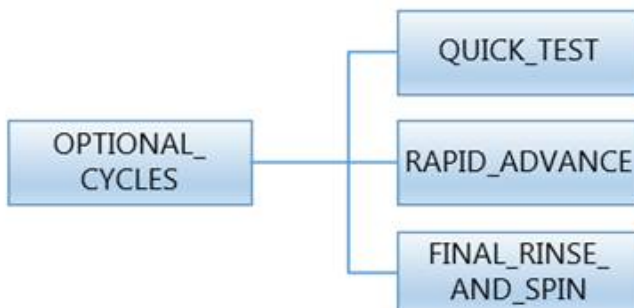 OPTIONAL_
CYCLES
QUICK_TEST
RAPID_ADVANCE
FINAL_RINSE_
AND_SPIN